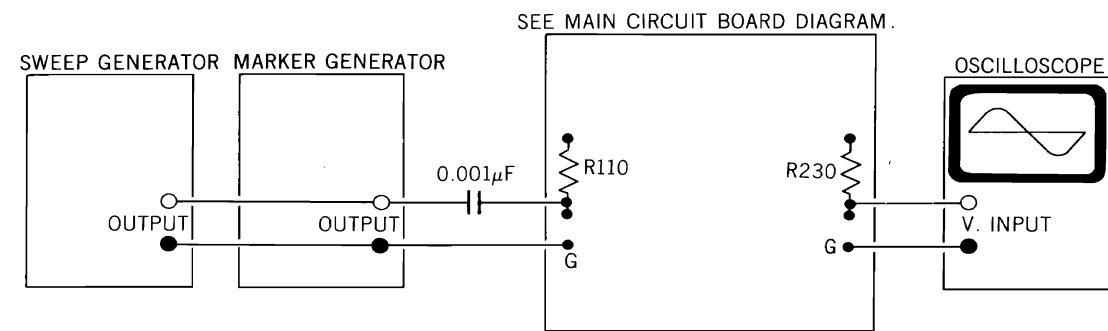 SEE MAIN CIRCUIT BOARD DIAGRAM.
SWEEP GENERATOR
MARKER GENERATOR
OSCILLOSCOPE
0.001μF
R110
R230
OUTPUT
OUTPUT
V. INPUT
G
G